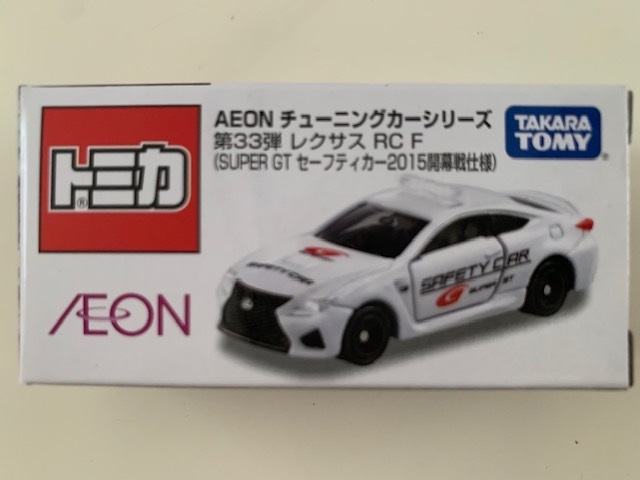 AEON チューニングカーシリーズ
第33弾 レクサス RC F
(SUPER GT セーフティカー2015開幕戦仕様)
TAKARA
TOMY
®
トミカ
®
SAFETY CAR
SAFETY CAR
SUPER GT
AEON